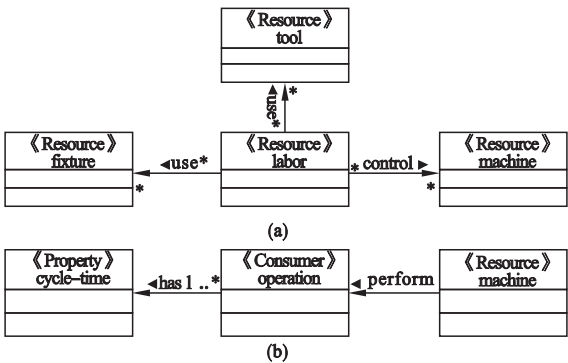 《Resource》
tool
*
◀use*
《Resource》
fixture
◀use*
*
《Resource》
labor
* control ▶
*
《Resource》
machine
(a)
《Property》
cycle-time
◀has 1 ..*
《Consumer》
operation
◀ perform
《Resource》
machine
(b)